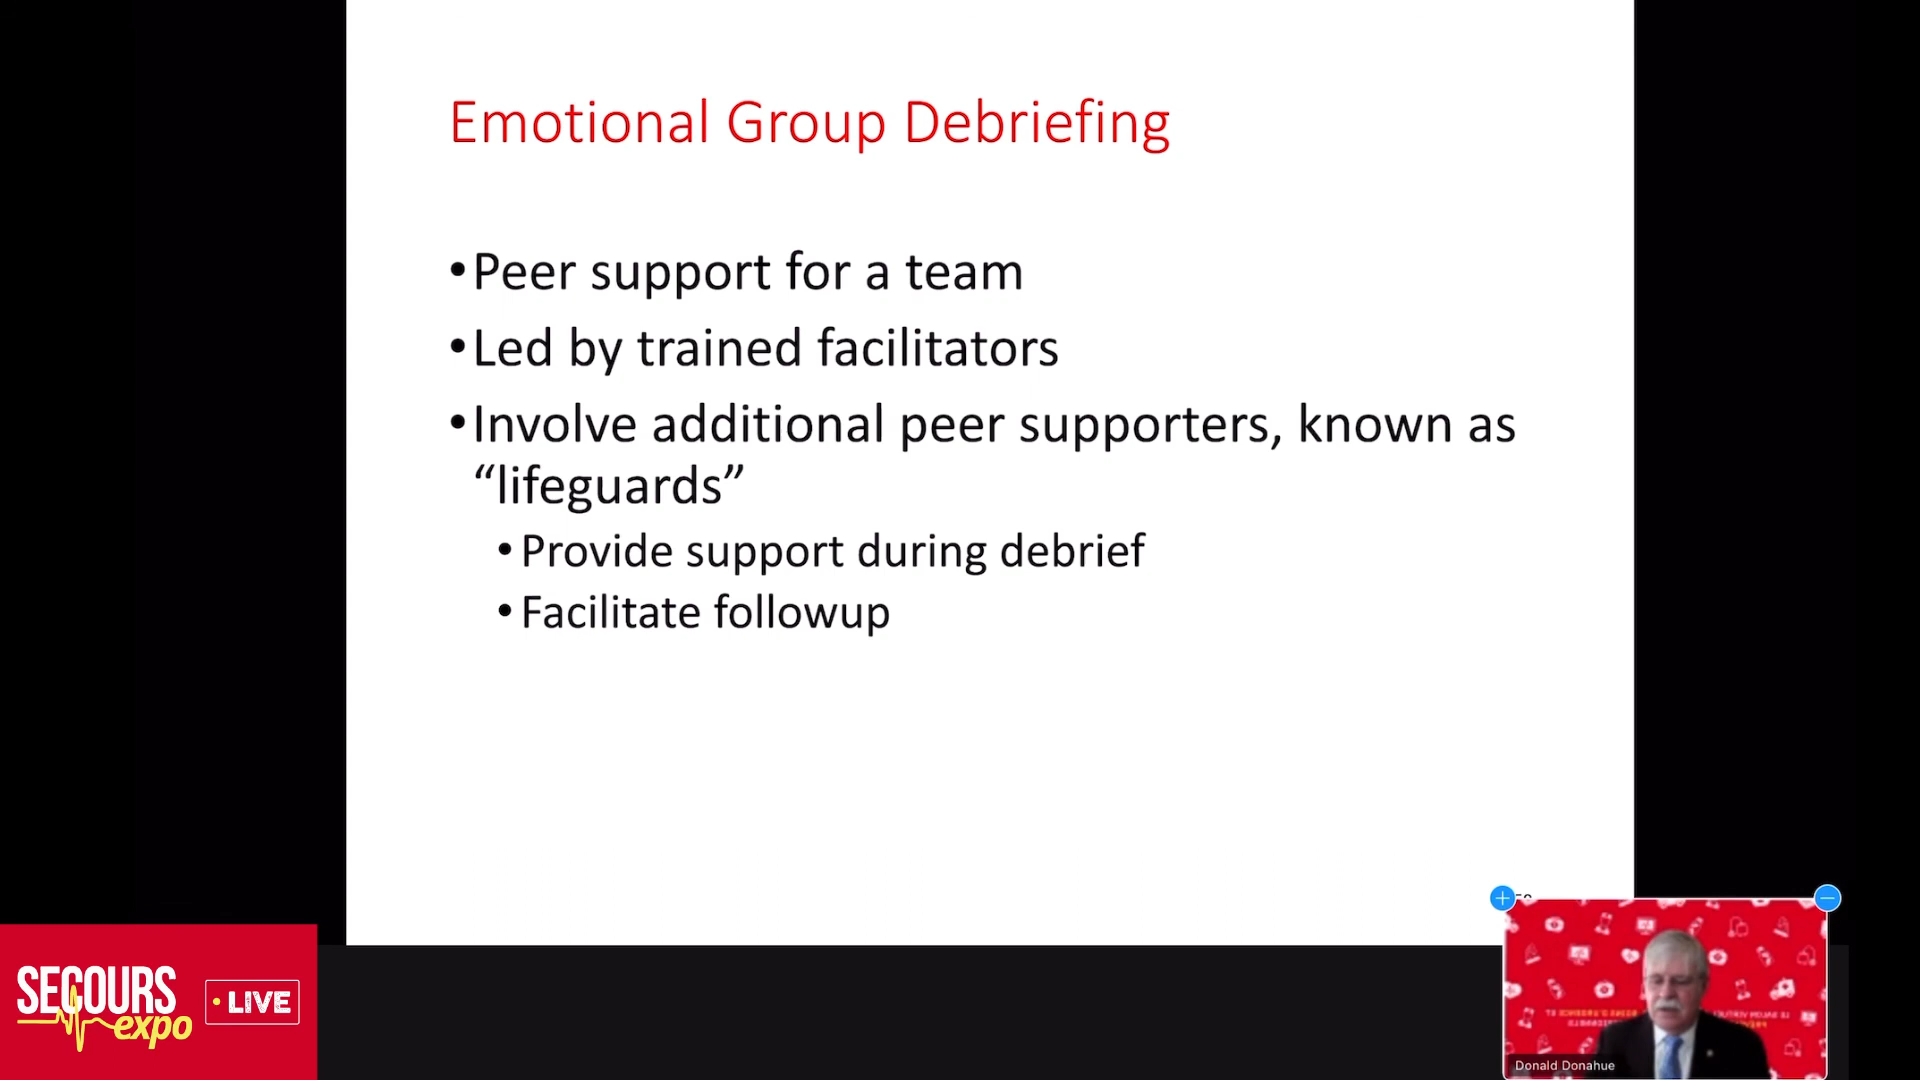 Emotional Group Debriefing
•Peer support for a team
•Led by trained facilitators
•Involve additional peer supporters, known as
“lifeguards”
•Provide support during debrief
•Facilitate followup
SECOURS
expo
LIVE
Donald Donahue